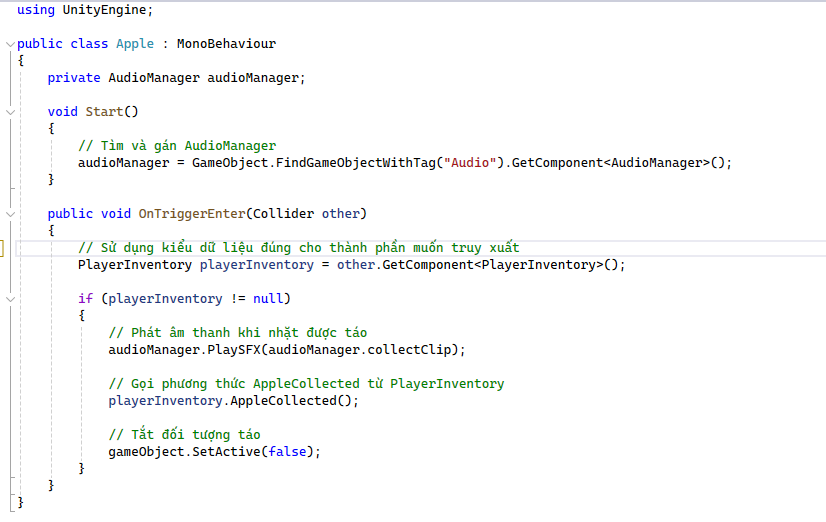 using UnityEngine;
public class Apple : MonoBehaviour
{
private AudioManager audioManager;
void Start()
{
// Tìm và gán AudioManager
audioManager = GameObject.FindGameObjectWithTag("Audio").GetComponent<AudioManager>();
}
public void OnTriggerEnter(Collider other)
{
// Sử dụng kiểu dữ liệu đúng cho thành phần muốn truy xuất
PlayerInventory playerInventory = other.GetComponent<PlayerInventory>();
if (playerInventory != null)
{
// Phát âm thanh khi nhặt được táo
audioManager.PlaySFX(audioManager.collectClip);
// Gọi phương thức AppleCollected từ PlayerInventory
playerInventory.AppleCollected();
// Tắt đối tượng táo
gameObject.SetActive(false);
}
}
}